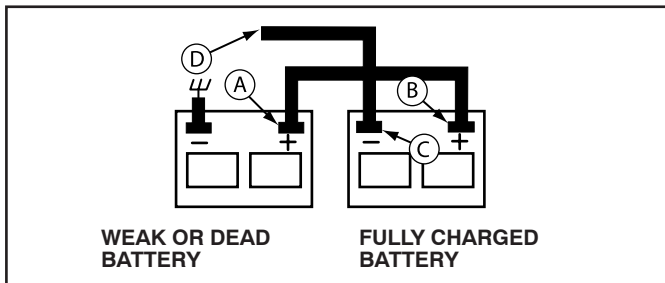 D
A
B
C
− + − +
WEAK OR DEAD
BATTERY
FULLY CHARGED
BATTERY